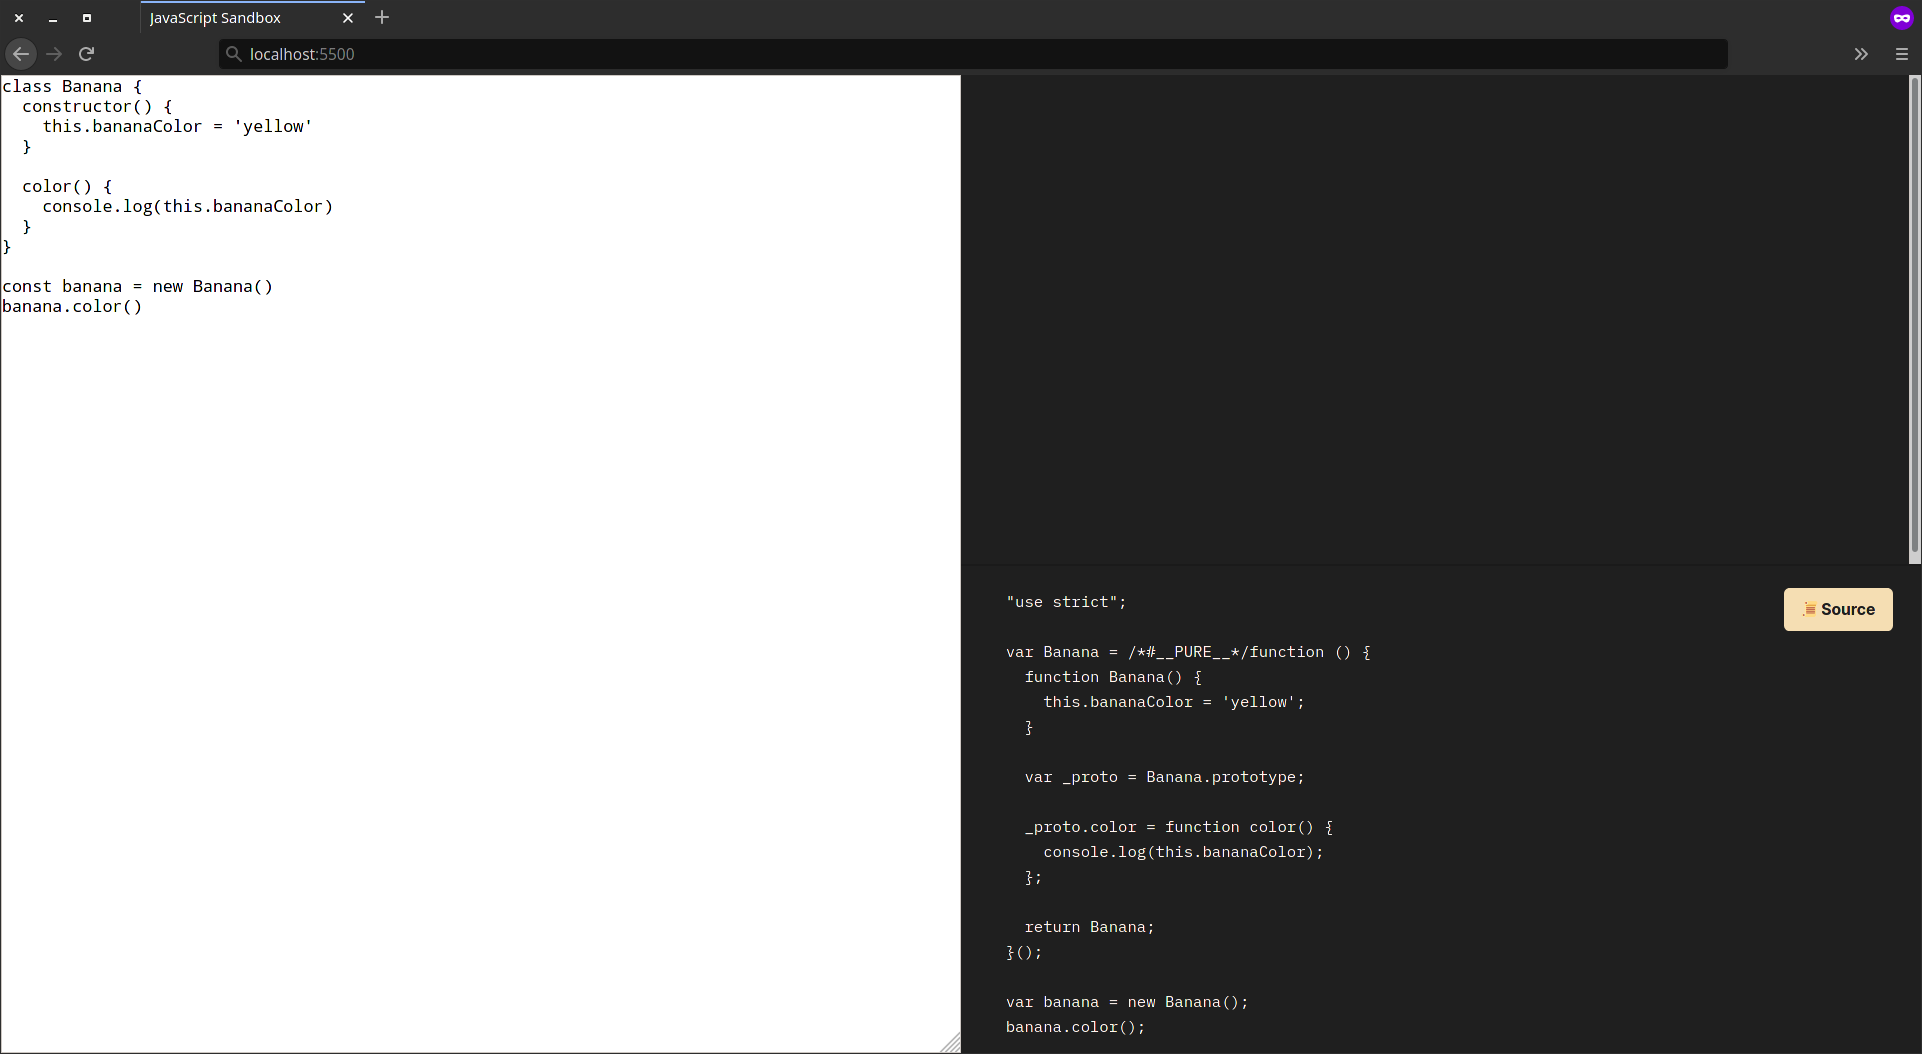 JavaScript Sandbox
localhost:5500
class Banana {
  constructor() {
    this.bananaColor = 'yellow'
  }

  color() {
    console.log(this.bananaColor)
  }
}

const banana = new Banana()
banana.color()
"use strict";

var Banana = /*#__PURE__*/function () {
  function Banana() {
    this.bananaColor = 'yellow';
  }

  var _proto = Banana.prototype;

  _proto.color = function color() {
    console.log(this.bananaColor);
  };

  return Banana;
}();

var banana = new Banana();
banana.color();
📜 Source